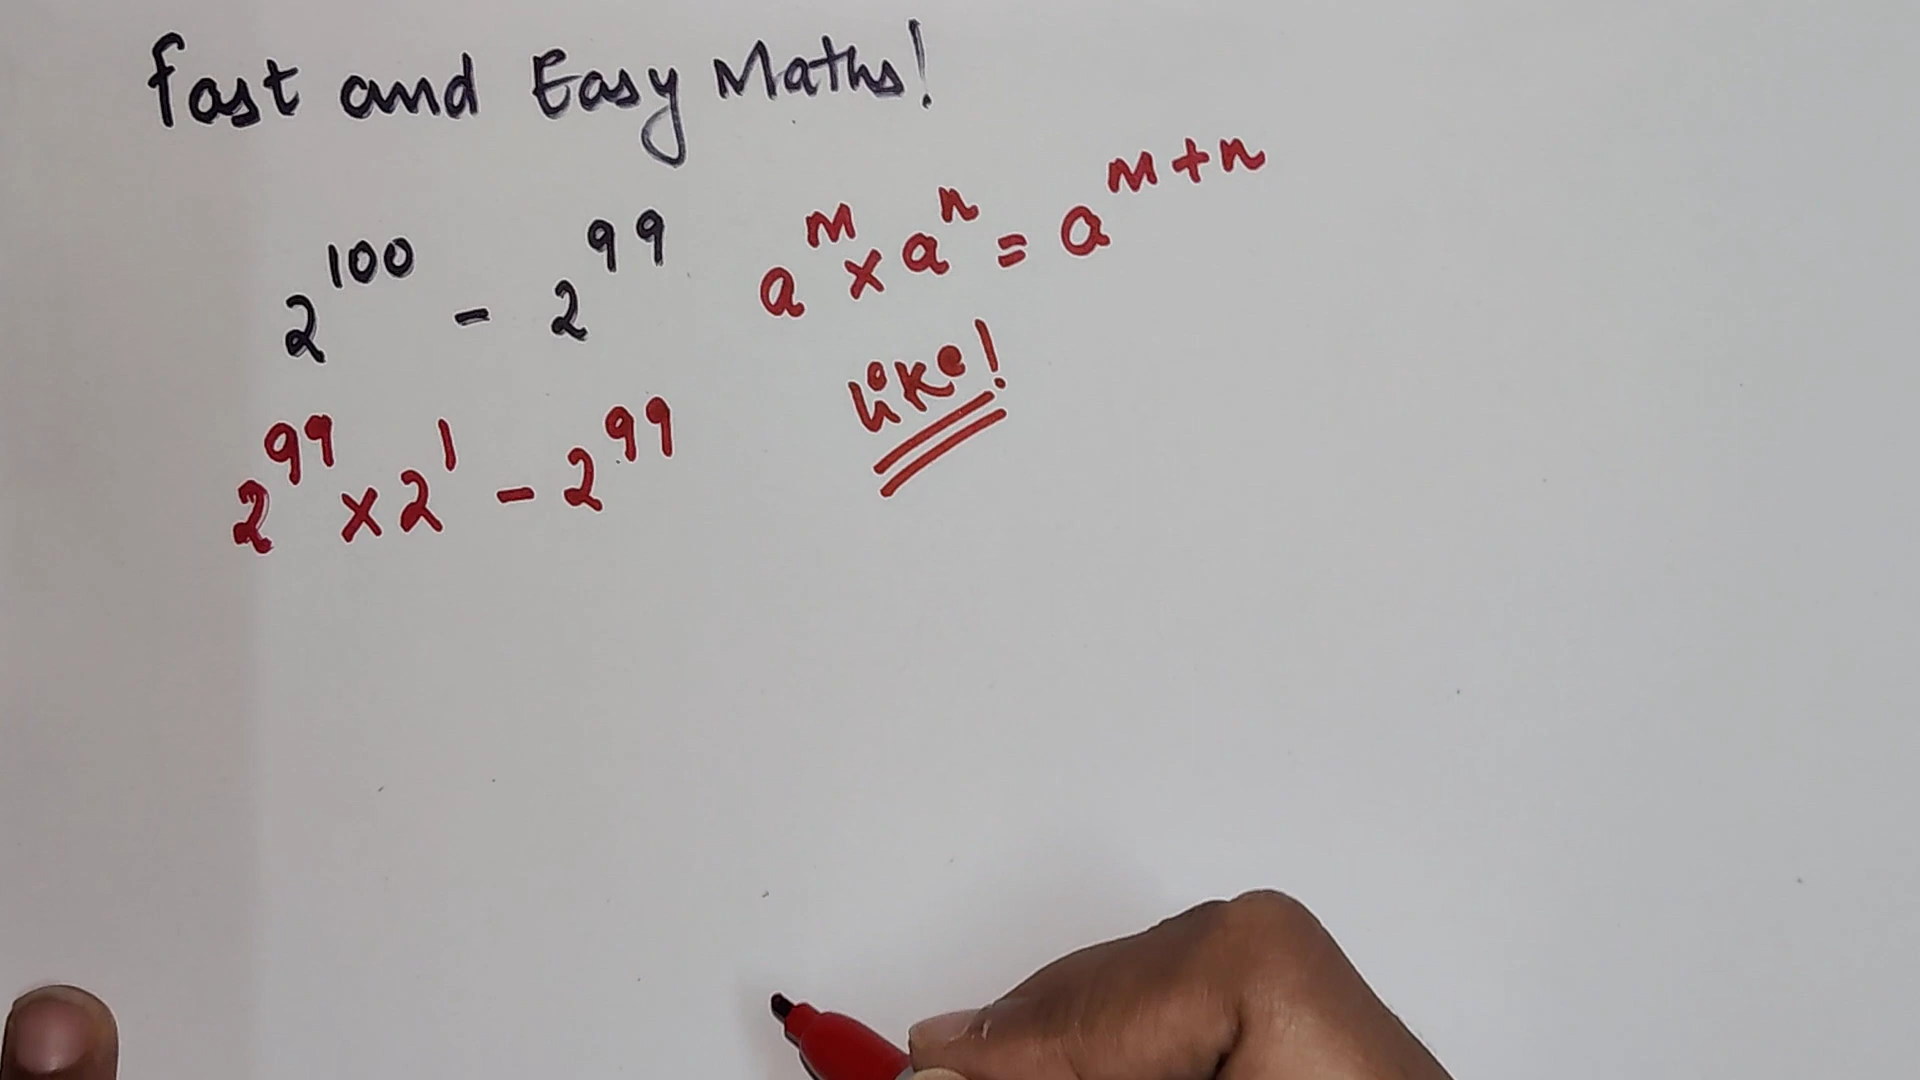 Fast and Easy Maths!
2^100 - 2^99
a^m × a^n = a^m+n
Like!
2^99 × 2^1 - 2^99